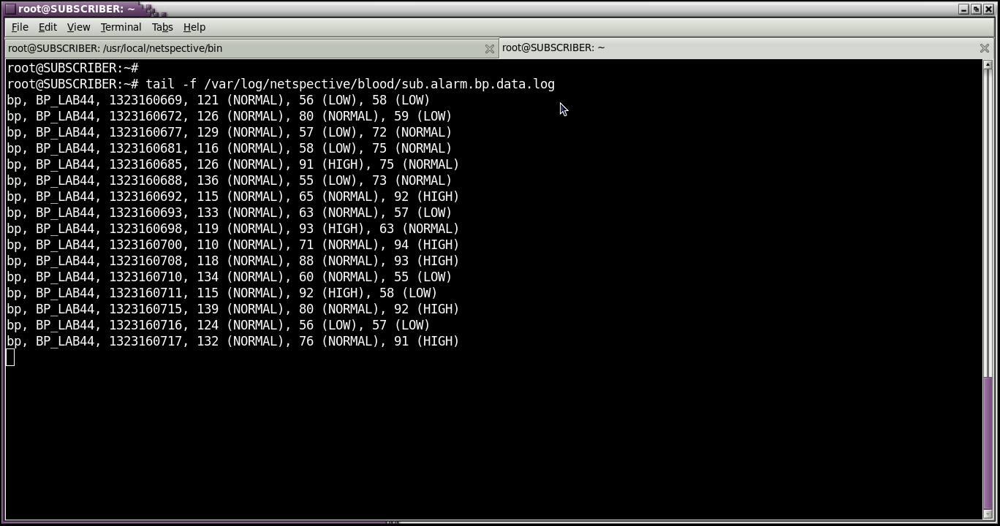 root@SUBSCRIBER: ~
File Edit View Terminal Tabs Help
root@SUBSCRIBER: /usr/local/netspective/bin root@SUBSCRIBER: ~
root@SUBSCRIBER:~#
root@SUBSCRIBER:~# tail -f /var/log/netspective/blood/sub.alarm.bp.data.log
bp, BP_LAB44, 1323160669, 121 (NORMAL), 56 (LOW), 58 (LOW)
bp, BP_LAB44, 1323160672, 126 (NORMAL), 80 (NORMAL), 59 (LOW)
bp, BP_LAB44, 1323160677, 129 (NORMAL), 57 (LOW), 72 (NORMAL)
bp, BP_LAB44, 1323160681, 116 (NORMAL), 58 (LOW), 75 (NORMAL)
bp, BP_LAB44, 1323160685, 126 (NORMAL), 91 (HIGH), 75 (NORMAL)
bp, BP_LAB44, 1323160688, 136 (NORMAL), 55 (LOW), 73 (NORMAL)
bp, BP_LAB44, 1323160692, 115 (NORMAL), 65 (NORMAL), 92 (HIGH)
bp, BP_LAB44, 1323160693, 133 (NORMAL), 63 (NORMAL), 57 (LOW)
bp, BP_LAB44, 1323160698, 119 (NORMAL), 93 (HIGH), 63 (NORMAL)
bp, BP_LAB44, 1323160700, 110 (NORMAL), 71 (NORMAL), 94 (HIGH)
bp, BP_LAB44, 1323160708, 118 (NORMAL), 88 (NORMAL), 93 (HIGH)
bp, BP_LAB44, 1323160710, 134 (NORMAL), 60 (NORMAL), 55 (LOW)
bp, BP_LAB44, 1323160711, 115 (NORMAL), 92 (HIGH), 58 (LOW)
bp, BP_LAB44, 1323160715, 139 (NORMAL), 80 (NORMAL), 92 (HIGH)
bp, BP_LAB44, 1323160716, 124 (NORMAL), 56 (LOW), 57 (LOW)
bp, BP_LAB44, 1323160717, 132 (NORMAL), 76 (NORMAL), 91 (HIGH)